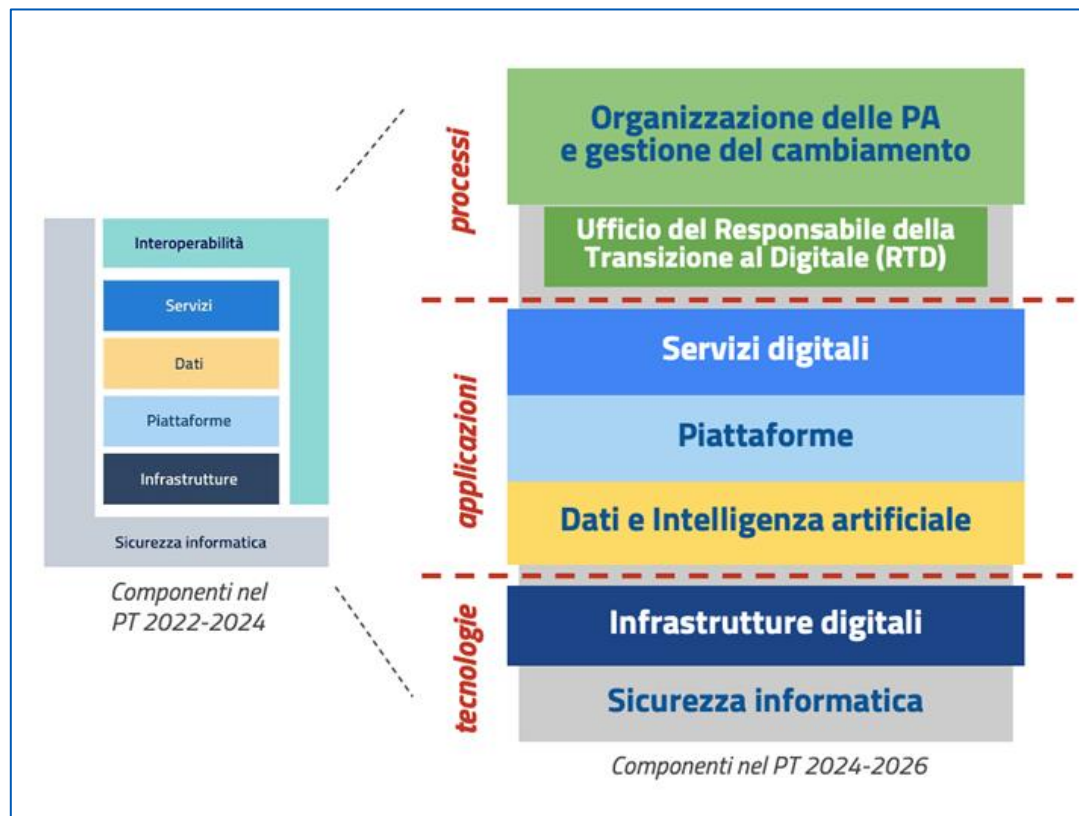 Interoperabilità
Servizi
Dati
Piattaforme
Infrastrutture
Sicurezza informatica
Componenti nel
PT 2022-2024
processi
Organizzazione delle PA
e gestione del cambiamento
Ufficio del Responsabile della
Transizione al Digitale (RTD)
applicazioni
Servizi digitali
Piattaforme
Dati e Intelligenza artificiale
tecnologie
Infrastrutture digitali
Sicurezza informatica
Componenti nel PT 2024-2026